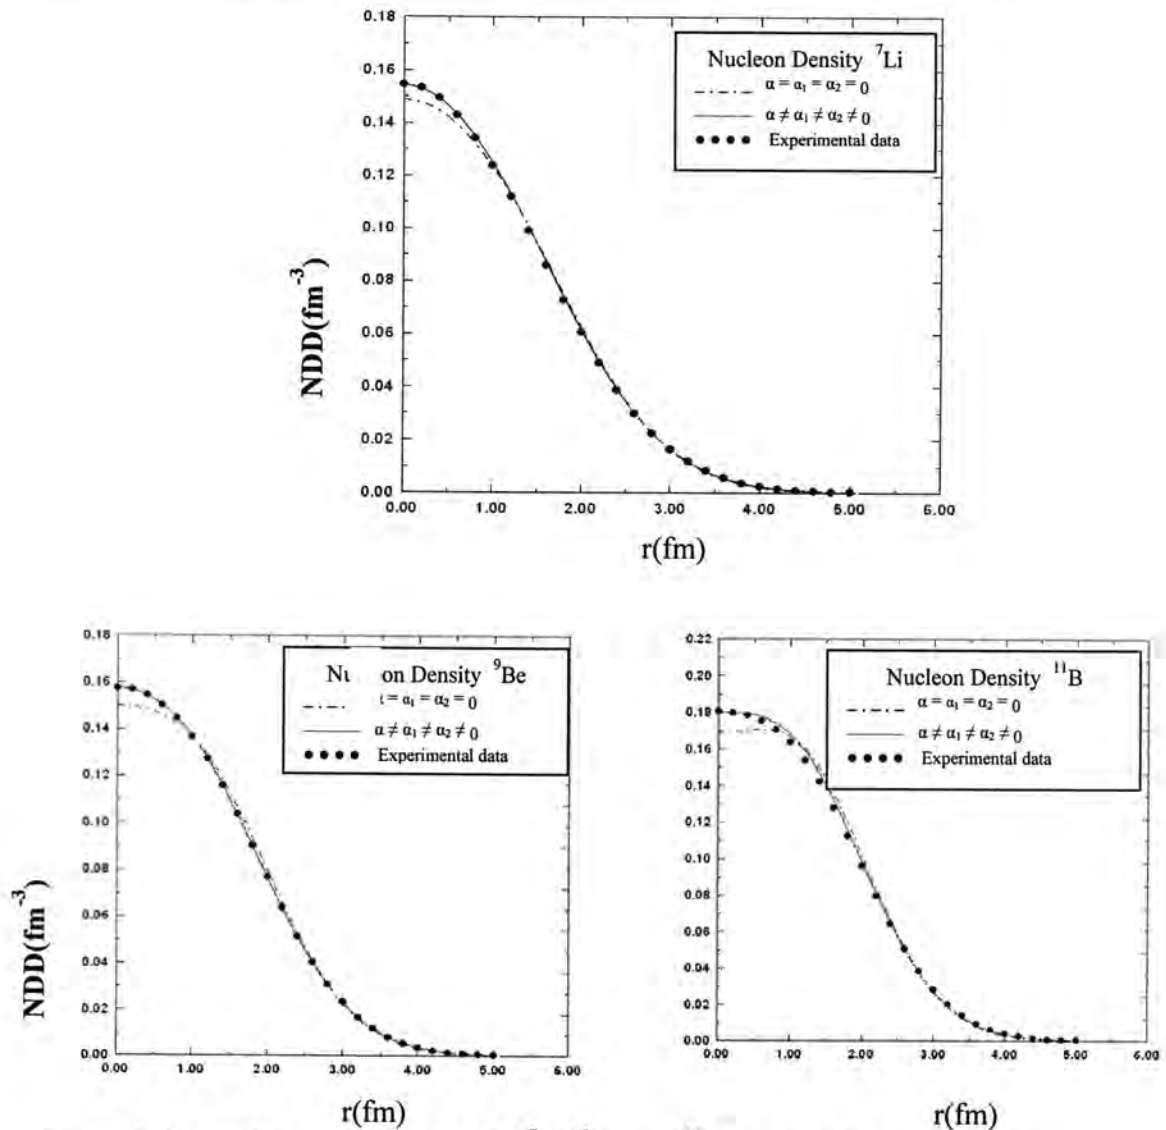 0.18
0.16
0.14
0.12
0.10
0.08
0.06
0.04
0.02
0.00
NDD(fm⁻³)
Nucleon Density ⁷Li
α = α₁ = α₂ = 0
α ≠ α₁ ≠ α₂ ≠ 0
Experimental data
0.00 1.00 2.00 3.00 4.00 5.00 6.00
r(fm)
0.18
0.16
0.14
0.12
0.10
0.08
0.06
0.04
0.02
0.00
NDD(fm⁻³)
on Density ⁹Be
= α₁ = α₂ = 0
α ≠ α₁ ≠ α₂ ≠ 0
Experimental data
0.00 1.00 2.00 3.00 4.00 5.00 6.00
r(fm)
0.22
0.20
0.18
0.16
0.14
0.12
0.10
0.08
0.06
0.04
0.02
0.00
Nucleon Density ¹¹B
α = α₁ = α₂ = 0
α ≠ α₁ ≠ α₂ ≠ 0
Experimental data
0.00 1.00 2.00 3.00 4.00 5.00 6.00
r(fm)